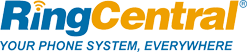 RingCentral®
YOUR PHONE SYSTEM, EVERYWHERE